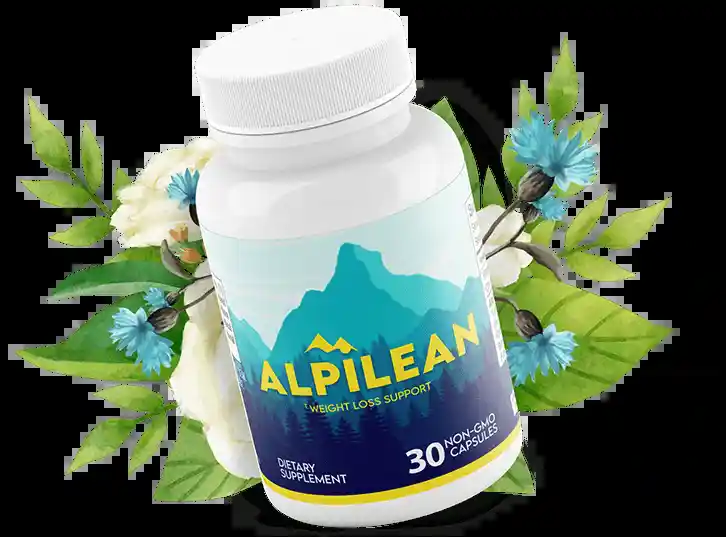 ALPILEAN
WEIGHT LOSS SUPPORT
DIETARY
SUPPLEMENT
30 NON-GMO
CAPSULES